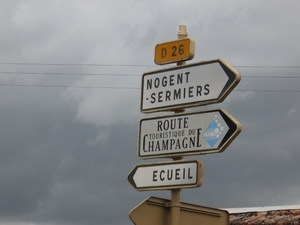 D 26
NOGENT
-SERMIERS
ROUTE
TOURISTIQUE DU
CHAMPAGNE
ECUEIL